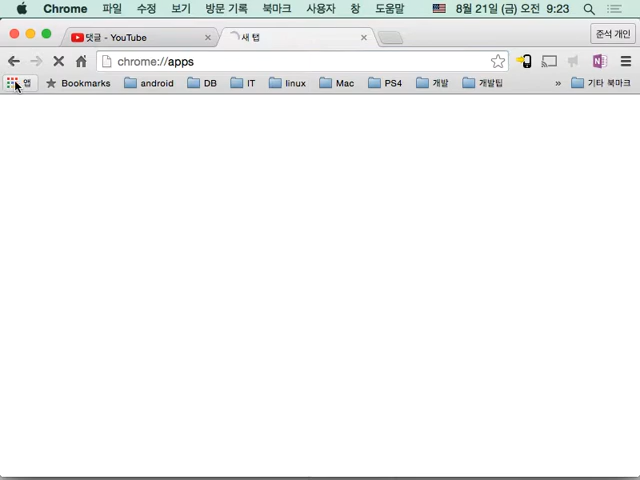 Chrome 파일 수정 보기 방문 기록 북마크 사용자 창 도움말 8월 21일 (금) 오전 9:23
댓글 - YouTube 새 탭 준석 개인
chrome://apps
앱 Bookmarks android DB IT linux Mac PS4 개발 개발팁 » 기타 북마크